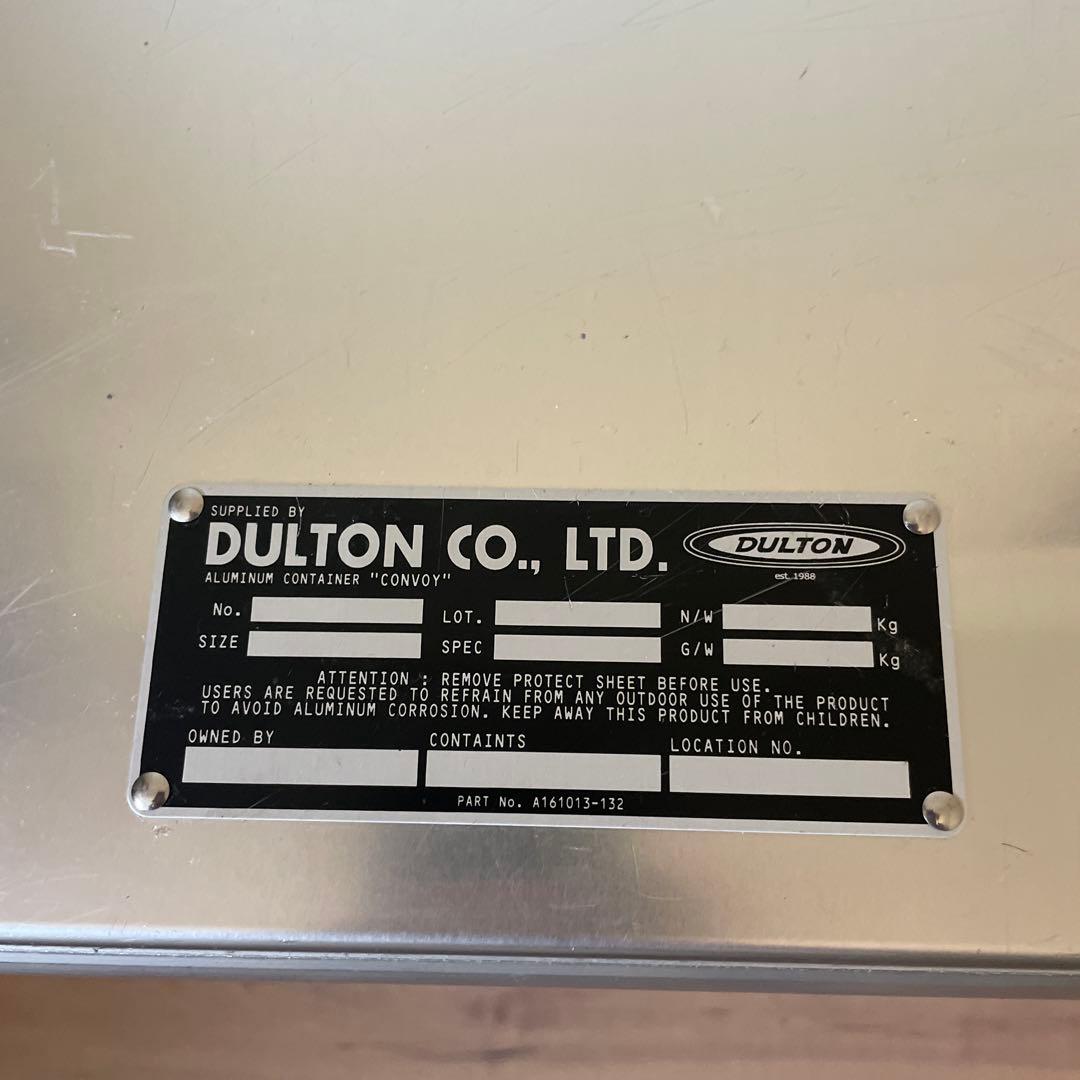 SUPPLIED BY
DULTON CO., LTD.
DULTON
est. 1988
ALUMINUM CONTAINER "CONVOY"
No. LOT. N/W Kg
SIZE SPEC G/W Kg
ATTENTION : REMOVE PROTECT SHEET BEFORE USE.
USERS ARE REQUESTED TO REFRAIN FROM ANY OUTDOOR USE OF THE PRODUCT
TO AVOID ALUMINUM CORROSION. KEEP AWAY THIS PRODUCT FROM CHILDREN.
OWNED BY CONTAINTS LOCATION NO.
PART No. A161013-132